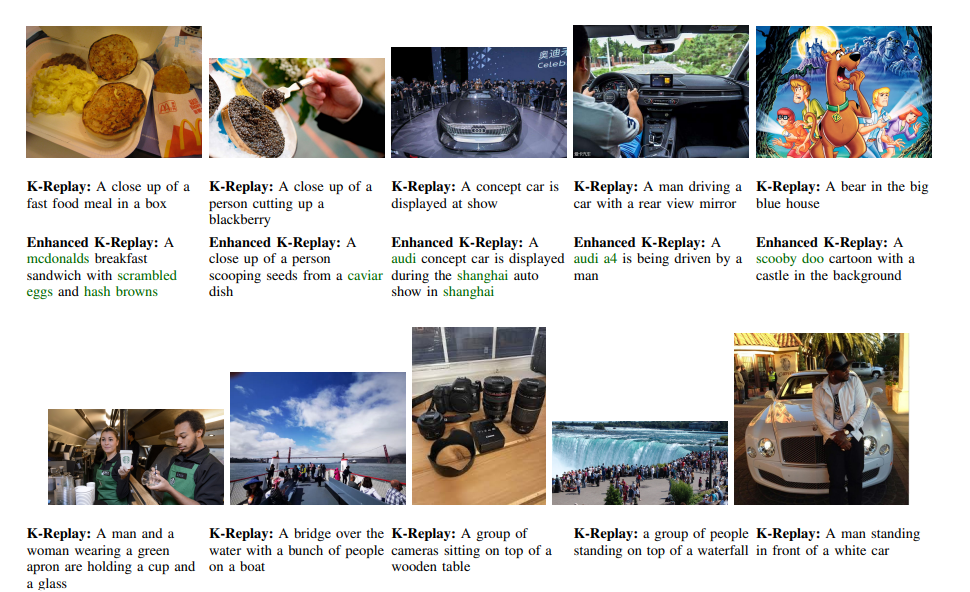 奥迪
Celeb
K-Replay: A close up of a
fast food meal in a box
K-Replay: A close up of a
person cutting up a
blackberry
K-Replay: A concept car is
displayed at show
K-Replay: A man driving a
car with a rear view mirror
K-Replay: A bear in the big
blue house
Enhanced K-Replay: A
mcdonalds breakfast
sandwich with scrambled
eggs and hash browns
Enhanced K-Replay: A
close up of a person
scooping seeds from a caviar
dish
Enhanced K-Replay: A
audi concept car is displayed
during the shanghai auto
show in shanghai
Enhanced K-Replay: A
audi a4 is being driven by a
man
Enhanced K-Replay: A
scooby doo cartoon with a
castle in the background
K-Replay: A man and a
woman wearing a green
apron are holding a cup and
a glass
K-Replay: A bridge over the
water with a bunch of people
on a boat
K-Replay: A group of
cameras sitting on top of a
wooden table
K-Replay: a group of people
standing on top of a waterfall
K-Replay: A man standing
in front of a white car